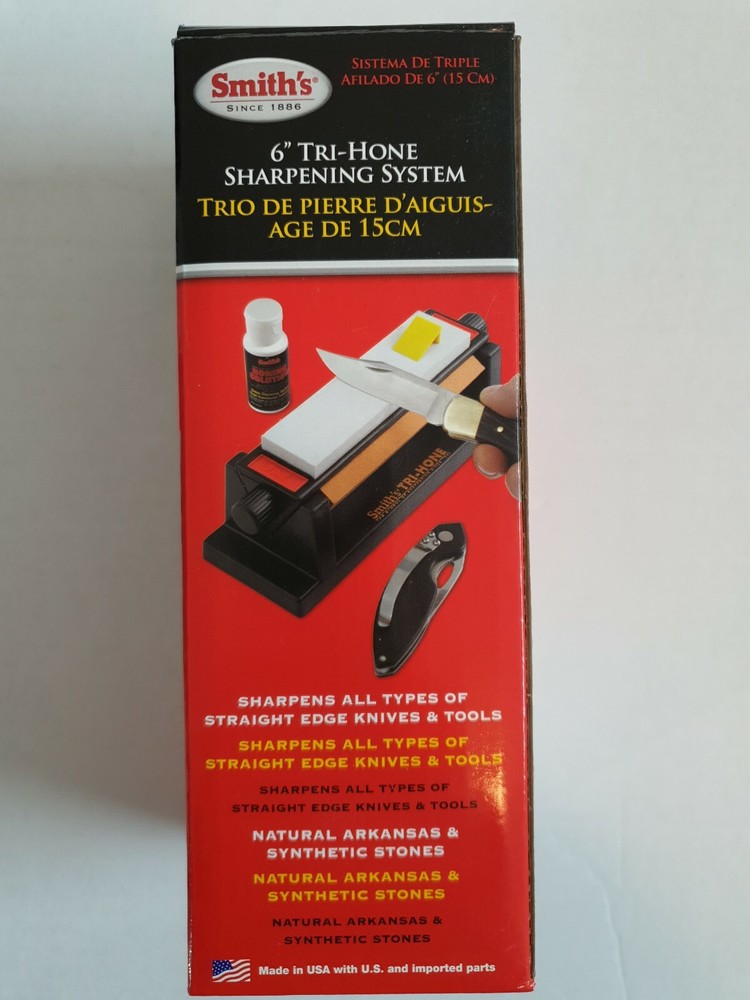 Smith's®
SINCE 1886
SISTEMA DE TRIPLE
AFILADO DE 6" (15 CM)
6" TRI-HONE
SHARPENING SYSTEM
TRIO DE PIERRE D'AIGUIS-
AGE DE 15CM
Smith's
HONING
SOLUTION
Smith's TRI-HONE
SHARPENS ALL TYPES OF
STRAIGHT EDGE KNIVES & TOOLS
SHARPENS ALL TYPES OF
STRAIGHT EDGE KNIVES & TOOLS
SHARPENS ALL TYPES OF
STRAIGHT EDGE KNIVES & TOOLS
NATURAL ARKANSAS &
SYNTHETIC STONES
NATURAL ARKANSAS &
SYNTHETIC STONES
NATURAL ARKANSAS &
SYNTHETIC STONES
Made in USA with U.S. and imported parts